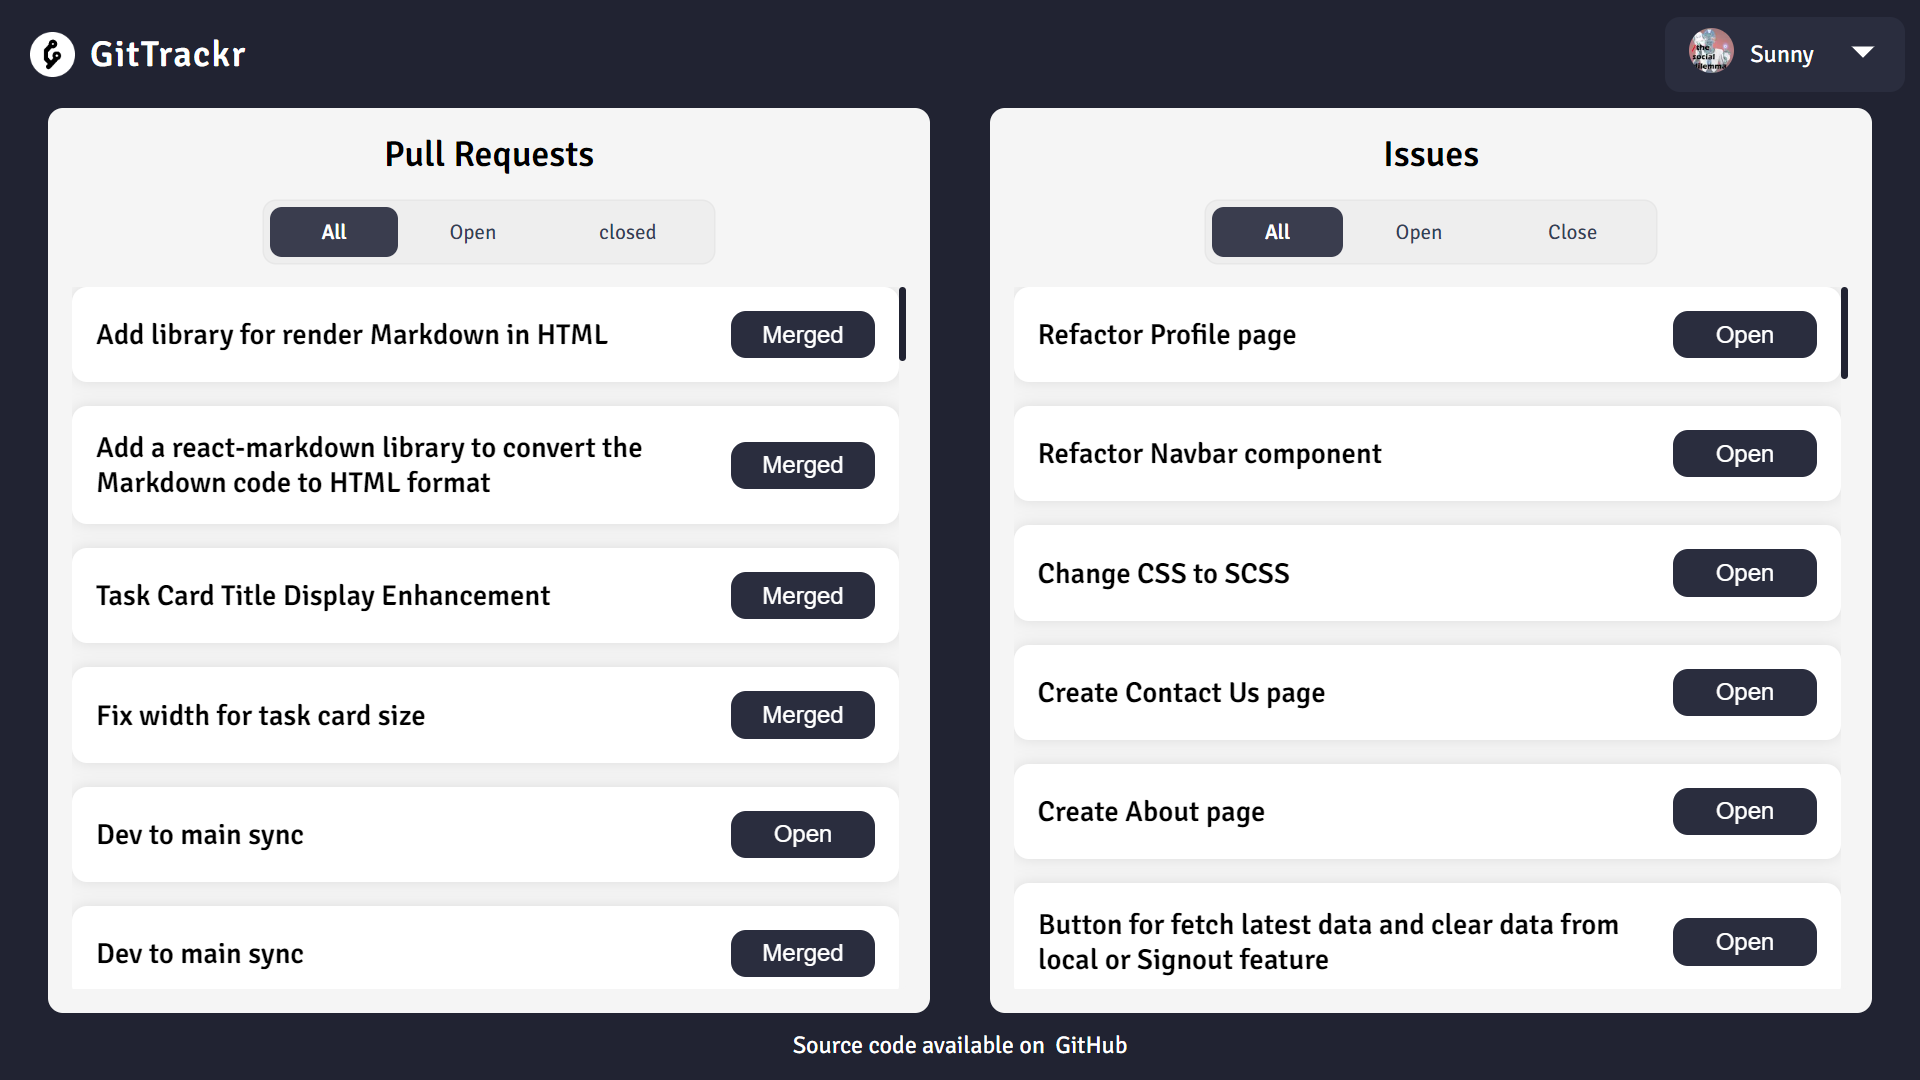 GitTrackr
the
social
dilemma
Sunny
Pull Requests
All
Open
closed
Add library for render Markdown in HTML
Merged
Add a react-markdown library to convert the
Markdown code to HTML format
Merged
Task Card Title Display Enhancement
Merged
Fix width for task card size
Merged
Dev to main sync
Open
Dev to main sync
Merged
Issues
All
Open
Close
Refactor Profile page
Open
Refactor Navbar component
Open
Change CSS to SCSS
Open
Create Contact Us page
Open
Create About page
Open
Button for fetch latest data and clear data from
local or Signout feature
Open
Source code available on GitHub